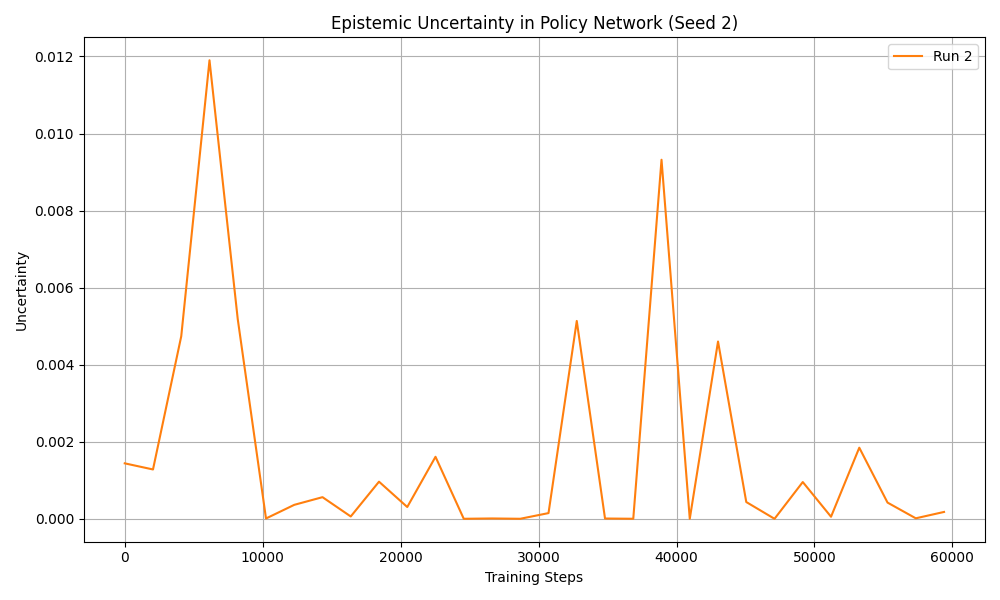 Epistemic Uncertainty in Policy Network (Seed 2)
Run 2
Uncertainty
0.012
0.010
0.008
0.006
0.004
0.002
0.000
0 10000 20000 30000 40000 50000 60000
Training Steps